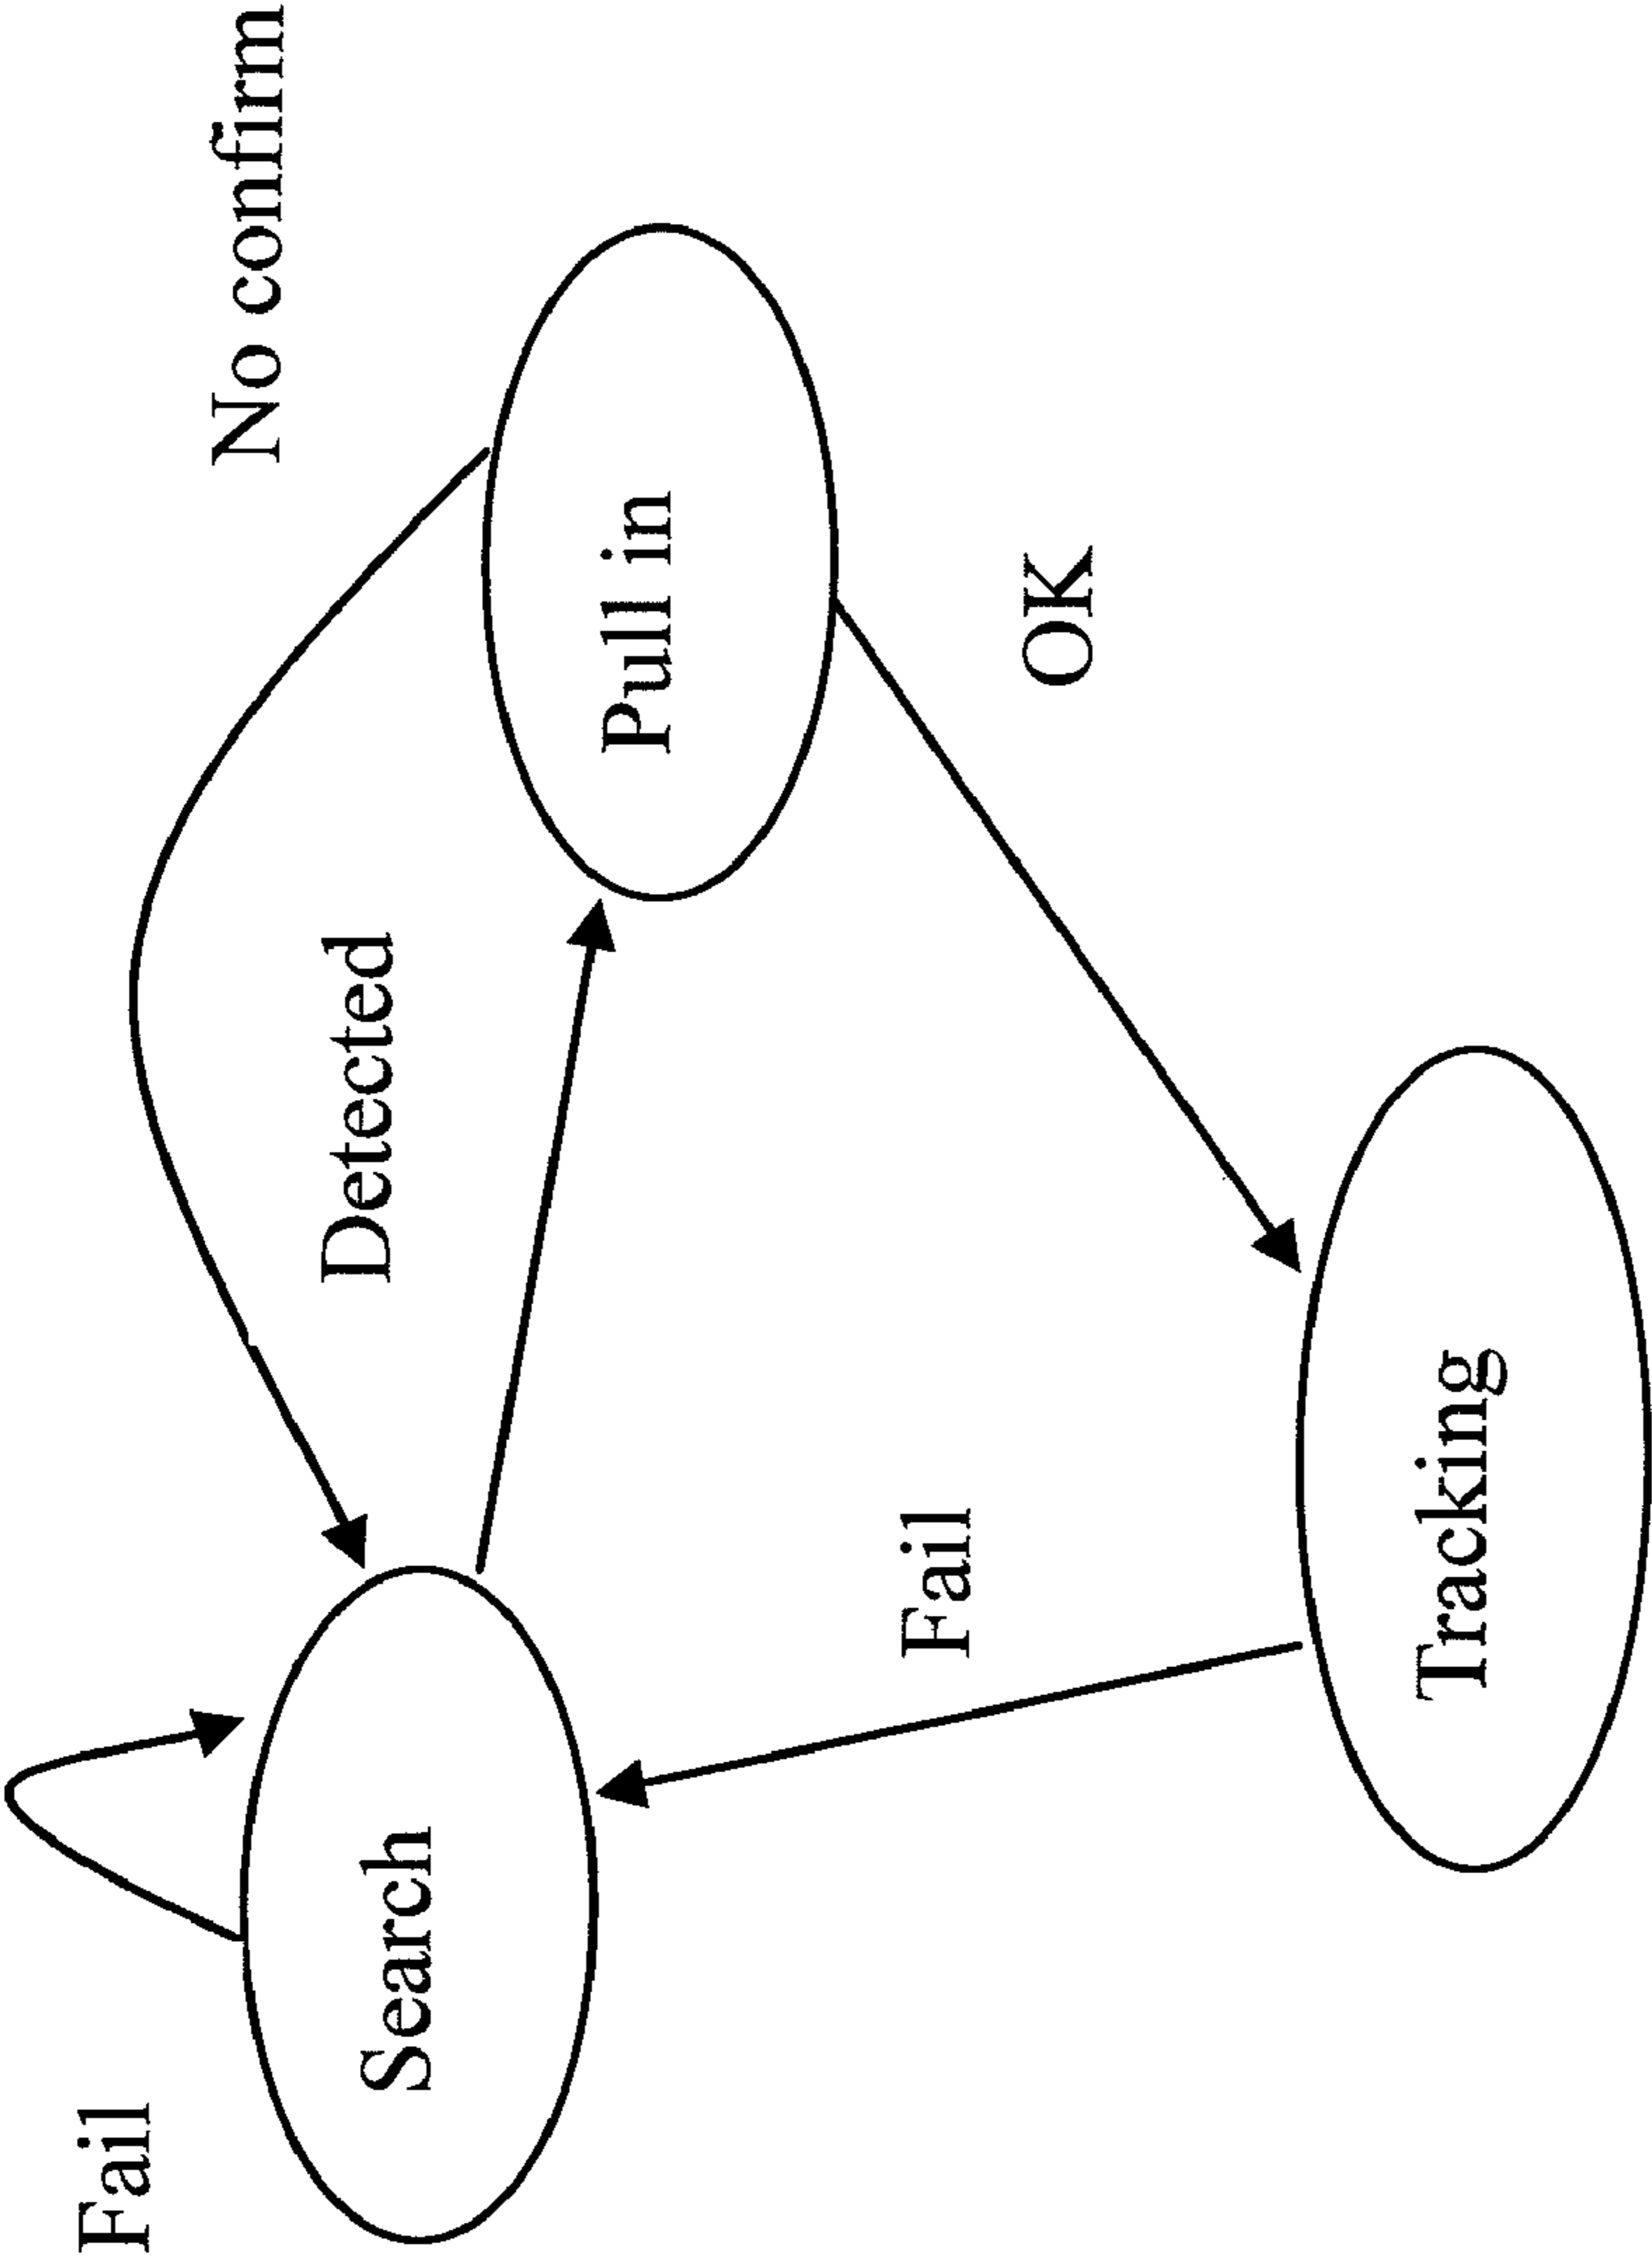 Fail
No confirm
Detected
Search
Pull in
Fail
OK
Tracking